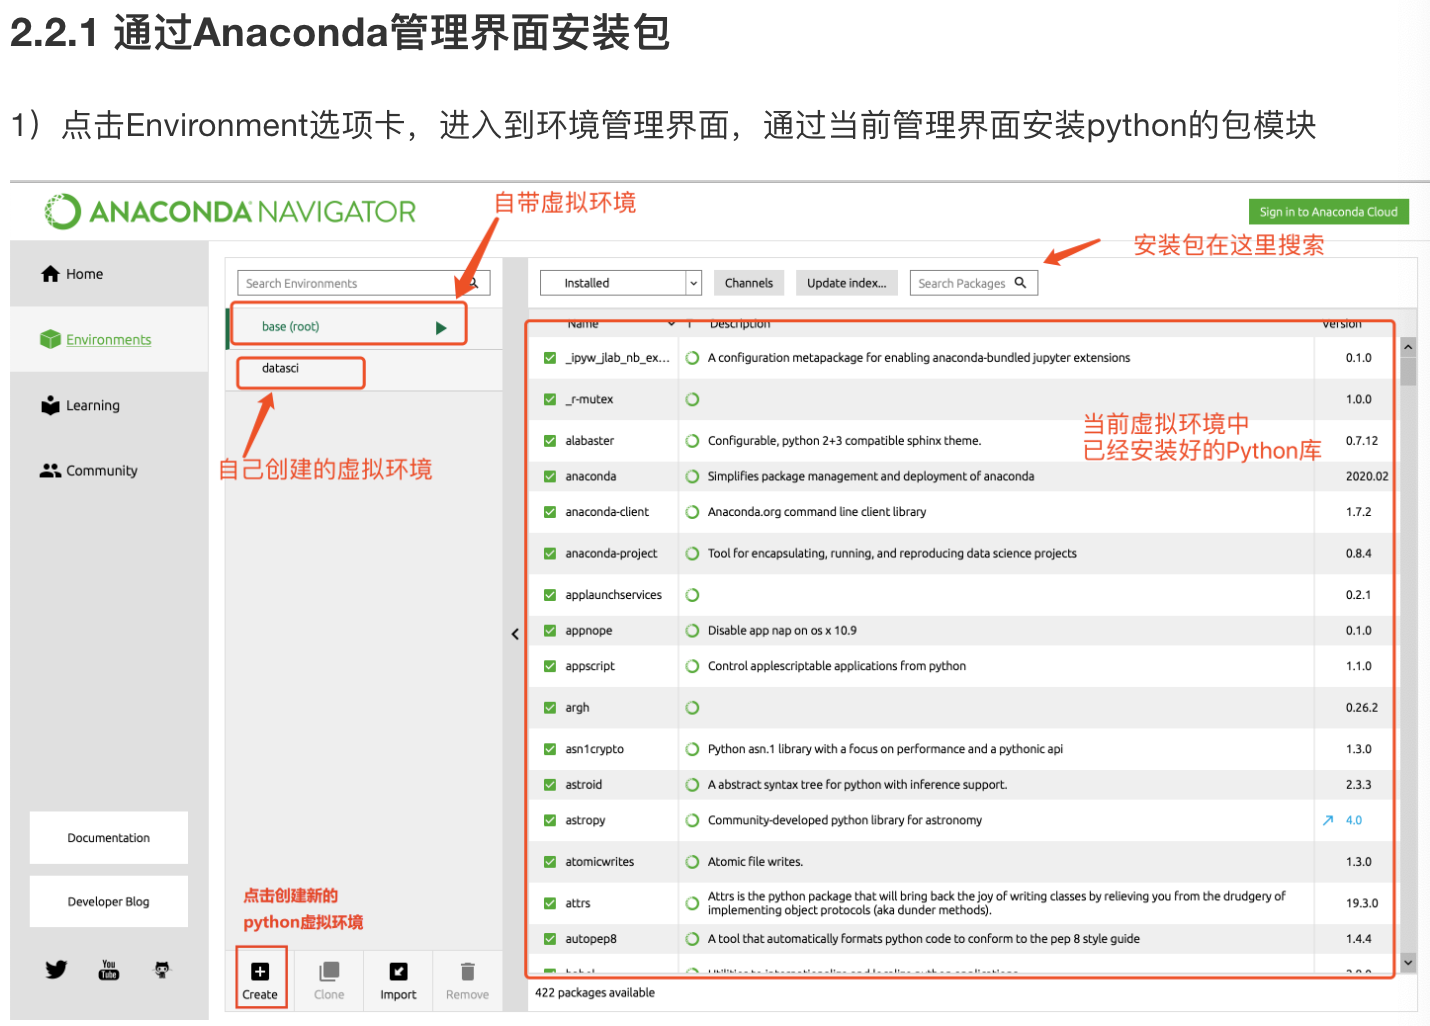 2.2.1 通过Anaconda管理界面安装包
1）点击Environment选项卡，进入到环境管理界面，通过当前管理界面安装python的包模块
ANACONDA NAVIGATOR
自带虚拟环境
Sign in to Anaconda Cloud
安装包在这里搜索
Home
Environments
Learning
Community
Documentation
Developer Blog
You Tube
Search Environments
base (root)
datasci
自己创建的虚拟环境
点击创建新的
python虚拟环境
Create
Clone
Import
Remove
Installed
Channels
Update index...
Search Packages
Name T Description Version
_ipyw_jlab_nb_ex... A configuration metapackage for enabling anaconda-bundled jupyter extensions 0.1.0
_r-mutex 1.0.0
当前虚拟环境中
已经安装好的Python库
alabaster Configurable, python 2+3 compatible sphinx theme. 0.7.12
anaconda Simplifies package management and deployment of anaconda 2020.02
anaconda-client Anaconda.org command line client library 1.7.2
anaconda-project Tool for encapsulating, running, and reproducing data science projects 0.8.4
applaunchservices 0.2.1
appnope Disable app nap on os x 10.9 0.1.0
appscript Control applescriptable applications from python 1.1.0
argh 0.26.2
asn1crypto Python asn.1 library with a focus on performance and a pythonic api 1.3.0
astroid A abstract syntax tree for python with inference support. 2.3.3
astropy Community-developed python library for astronomy 4.0
atomicwrites Atomic file writes. 1.3.0
attrs Attrs is the python package that will bring back the joy of writing classes by relieving you from the drudgery of
implementing object protocols (aka dunder methods). 19.3.0
autopep8 A tool that automatically formats python code to conform to the pep 8 style guide 1.4.4
babel Utilities to internationalize and localize python applications
422 packages available